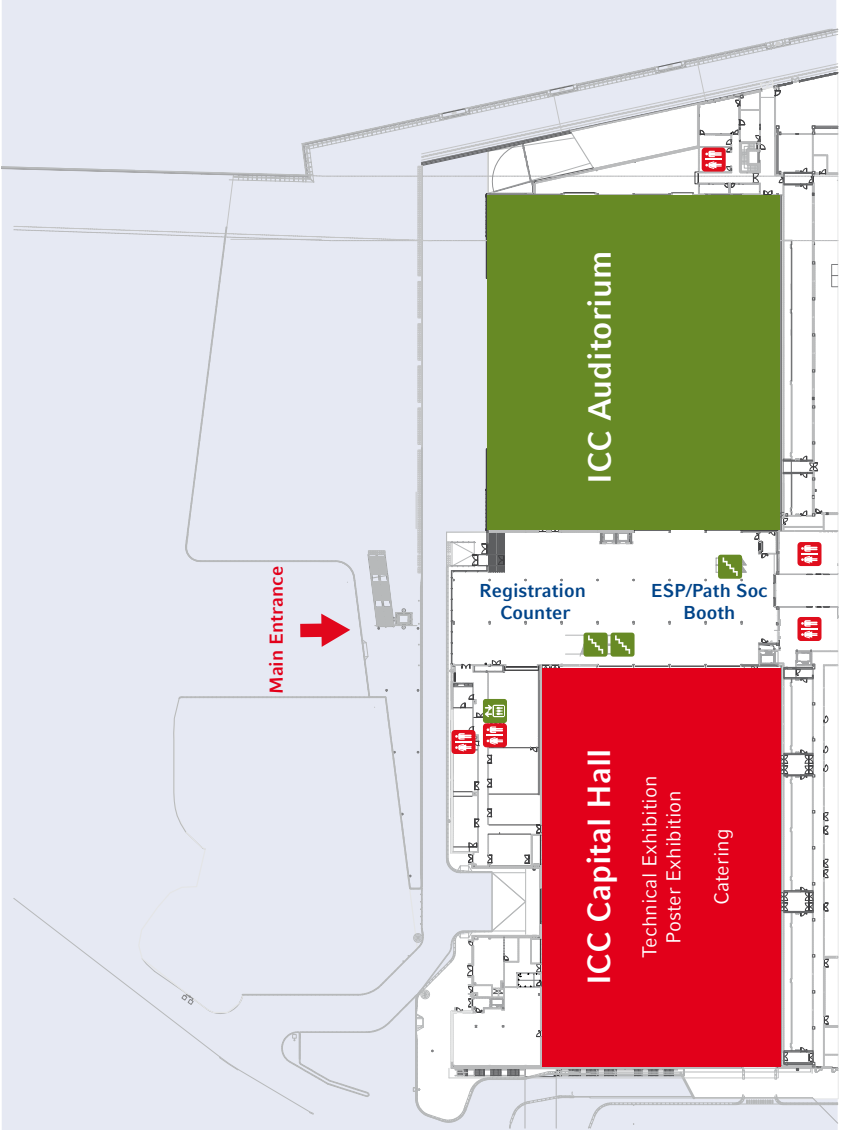 ICC Auditorium
Main Entrance
Registration
Counter
ESP/Path Soc
Booth
ICC Capital Hall
Technical Exhibition
Poster Exhibition
Catering